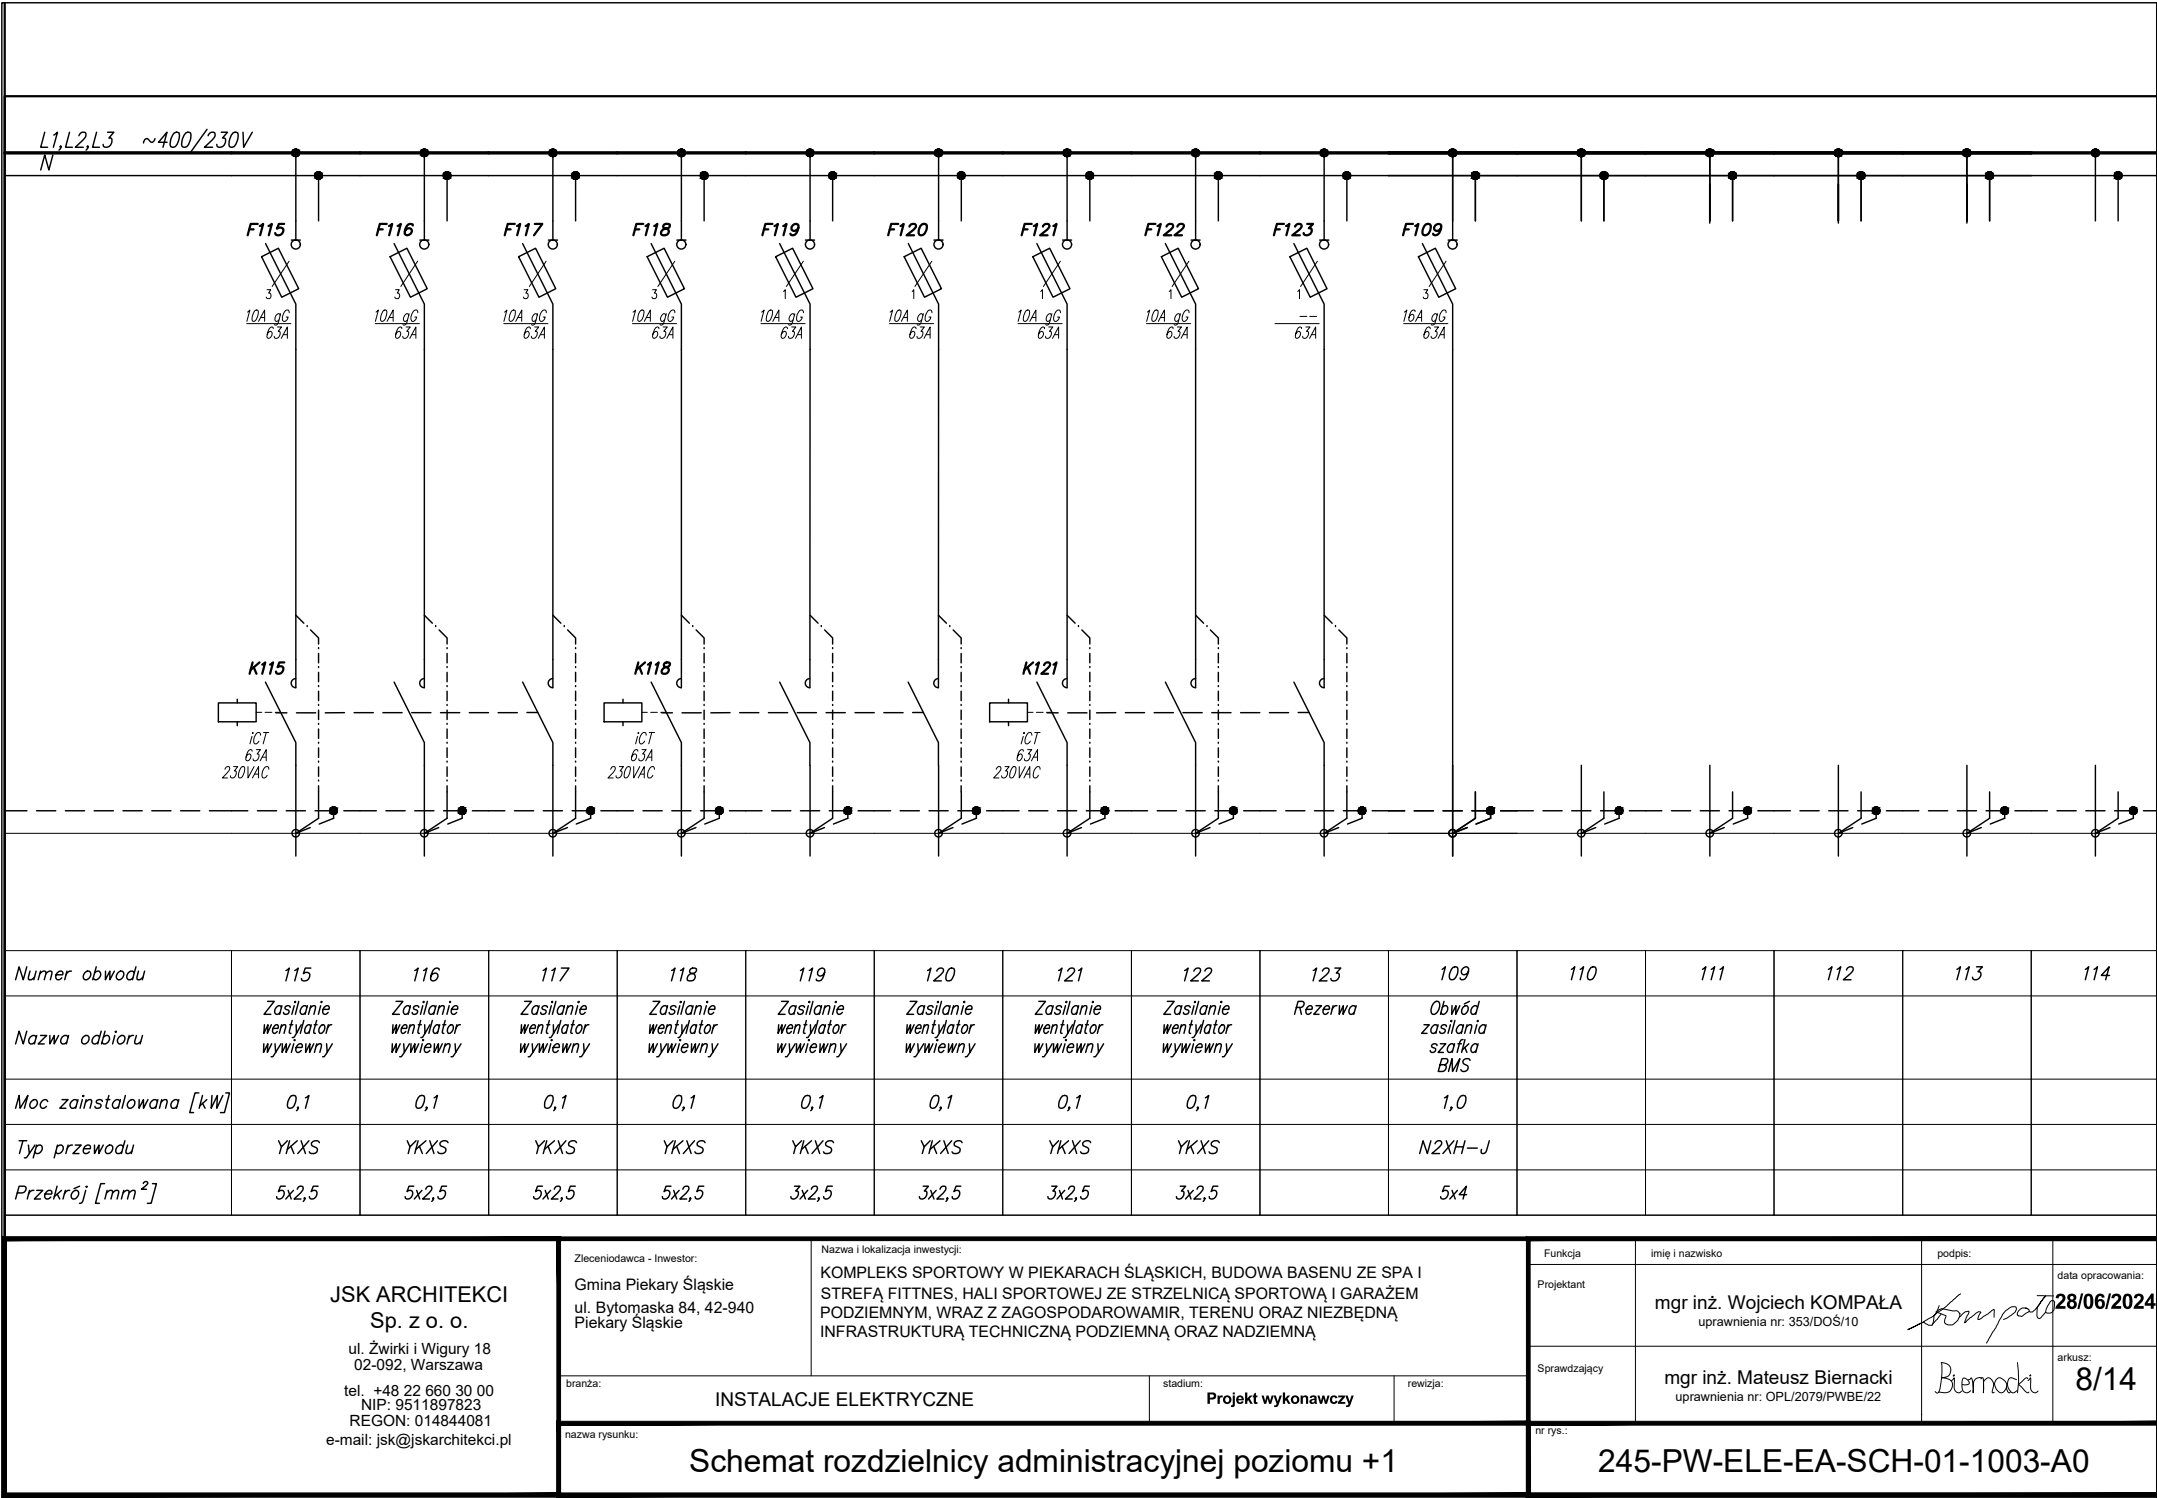 L1,L2,L3 ~400/230V
N
F115 F116 F117 F118 F119 F120 F121 F122 F123 F109
3 3 3 3 1 1 1 1 1 3
10A gG 10A gG 10A gG 10A gG 10A gG 10A gG 10A gG 10A gG -- 16A gG
63A 63A 63A 63A 63A 63A 63A 63A 63A 63A
K115 K118 K121
iCT iCT iCT
63A 63A 63A
230VAC 230VAC 230VAC
Numer obwodu 115 116 117 118 119 120 121 122 123 109 110 111 112 113 114
Nazwa odbioru
Zasilanie
wentylator
wywiewny
Zasilanie
wentylator
wywiewny
Zasilanie
wentylator
wywiewny
Zasilanie
wentylator
wywiewny
Zasilanie
wentylator
wywiewny
Zasilanie
wentylator
wywiewny
Zasilanie
wentylator
wywiewny
Zasilanie
wentylator
wywiewny
Rezerwa
Obwód
zasilania
szafka
BMS
Moc zainstalowana [kW] 0,1 0,1 0,1 0,1 0,1 0,1 0,1 0,1 1,0
Typ przewodu YKXS YKXS YKXS YKXS YKXS YKXS YKXS YKXS N2XH-J
Przekrój [mm²] 5x2,5 5x2,5 5x2,5 5x2,5 3x2,5 3x2,5 3x2,5 3x2,5 5x4
JSK ARCHITEKCI
Sp. z o. o.
ul. Żwirki i Wigury 18
02-092, Warszawa
tel. +48 22 660 30 00
NIP: 9511897823
REGON: 014844081
e-mail: jsk@jskarchitekci.pl
Zleceniodawca - Inwestor:
Gmina Piekary Śląskie
ul. Bytomaska 84, 42-940
Piekary Śląskie
Nazwa i lokalizacja inwestycji:
KOMPLEKS SPORTOWY W PIEKARACH ŚLĄSKICH, BUDOWA BASENU ZE SPA I
STREFĄ FITTNES, HALI SPORTOWEJ ZE STRZELNICĄ SPORTOWĄ I GARAŻEM
PODZIEMNYM, WRAZ Z ZAGOSPODAROWAMIR, TERENU ORAZ NIEZBĘDNĄ
INFRASTRUKTURĄ TECHNICZNĄ PODZIEMNĄ ORAZ NADZIEMNĄ
branża:
INSTALACJE ELEKTRYCZNE
stadium:
Projekt wykonawczy
rewizja:
nazwa rysunku:
Schemat rozdzielnicy administracyjnej poziomu +1
Funkcja imię i nazwisko podpis:
Projektant
mgr inż. Wojciech KOMPAŁA
uprawnienia nr: 353/DOŚ/10
Kompała
data opracowania:
28/06/2024
Sprawdzający
mgr inż. Mateusz Biernacki
uprawnienia nr: OPL/2079/PWBE/22
Biernacki
arkusz:
8/14
nr rys.:
245-PW-ELE-EA-SCH-01-1003-A0